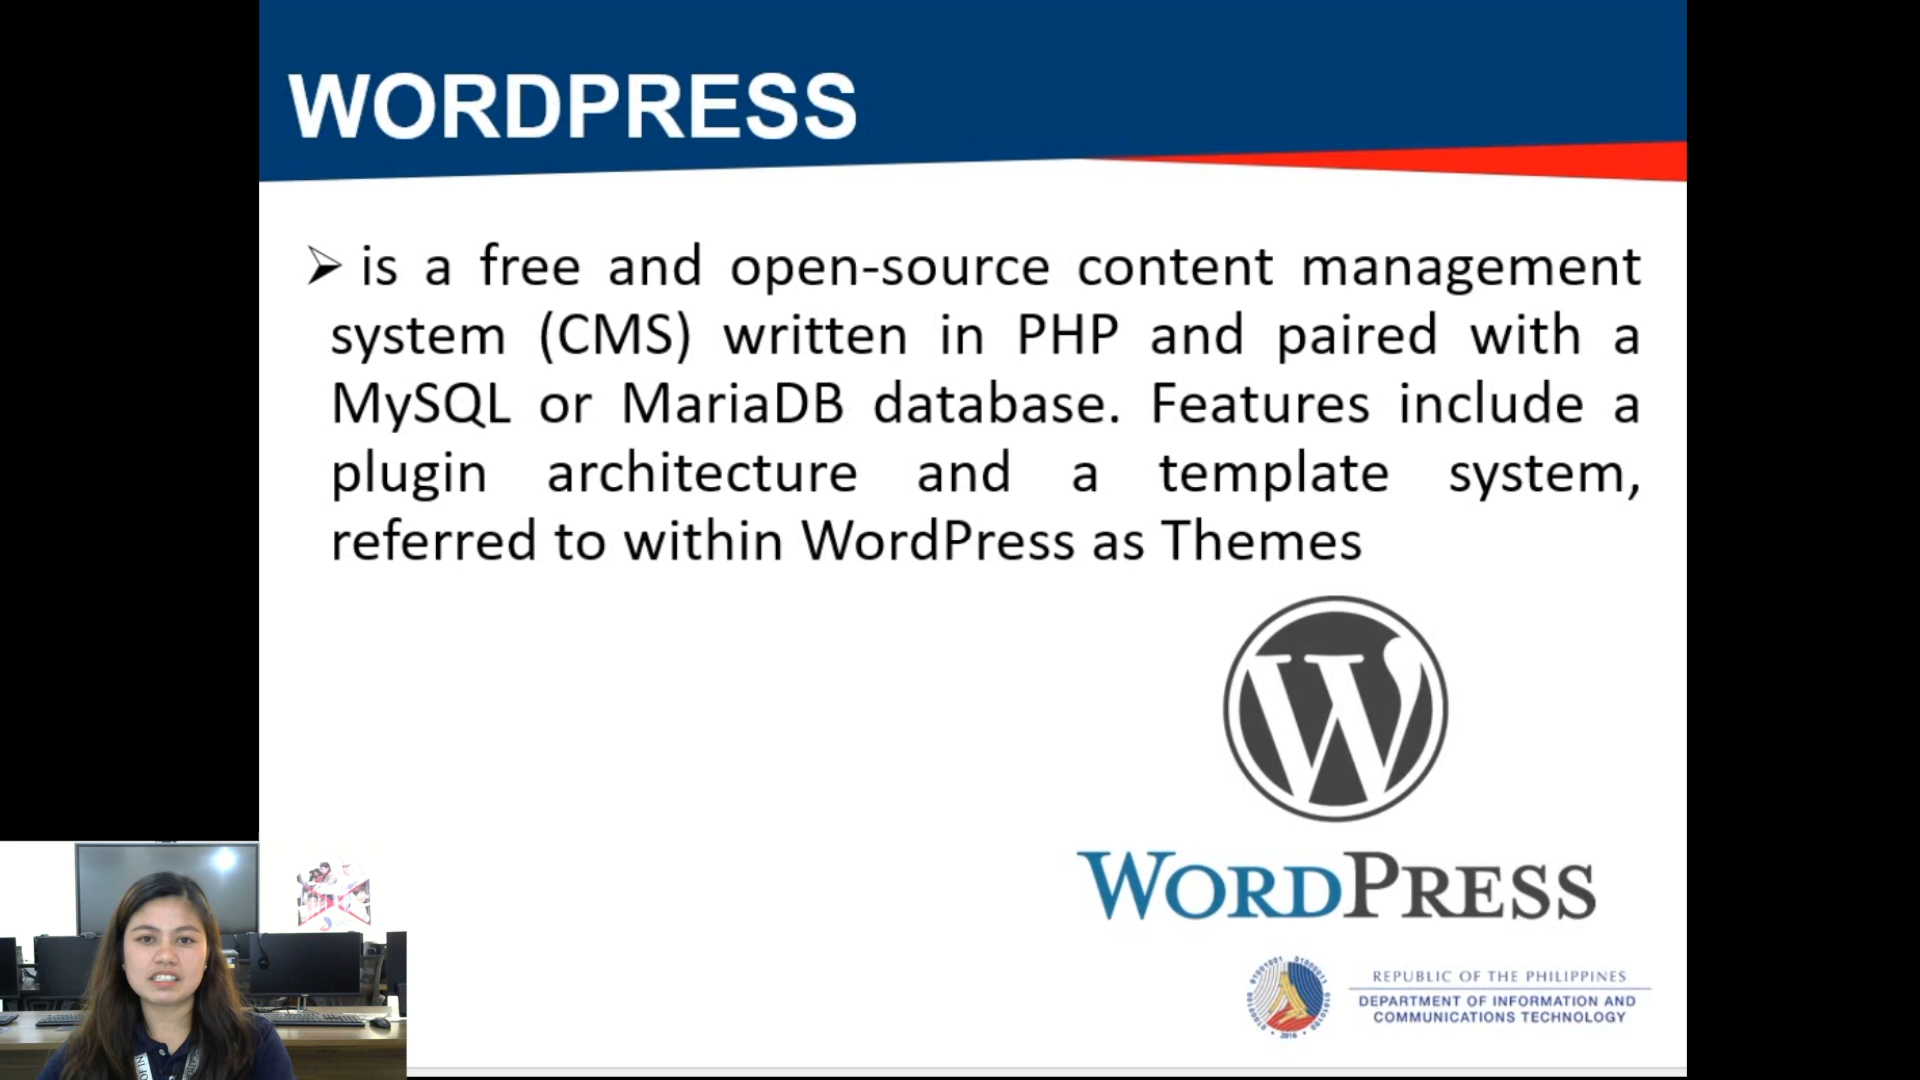 WORDPRESS
➢ is a free and open-source content management
system (CMS) written in PHP and paired with a
MySQL or MariaDB database. Features include a
plugin architecture and a template system,
referred to within WordPress as Themes
W
WORDPRESS
REPUBLIC OF THE PHILIPPINES
DEPARTMENT OF INFORMATION AND
COMMUNICATIONS TECHNOLOGY
2016